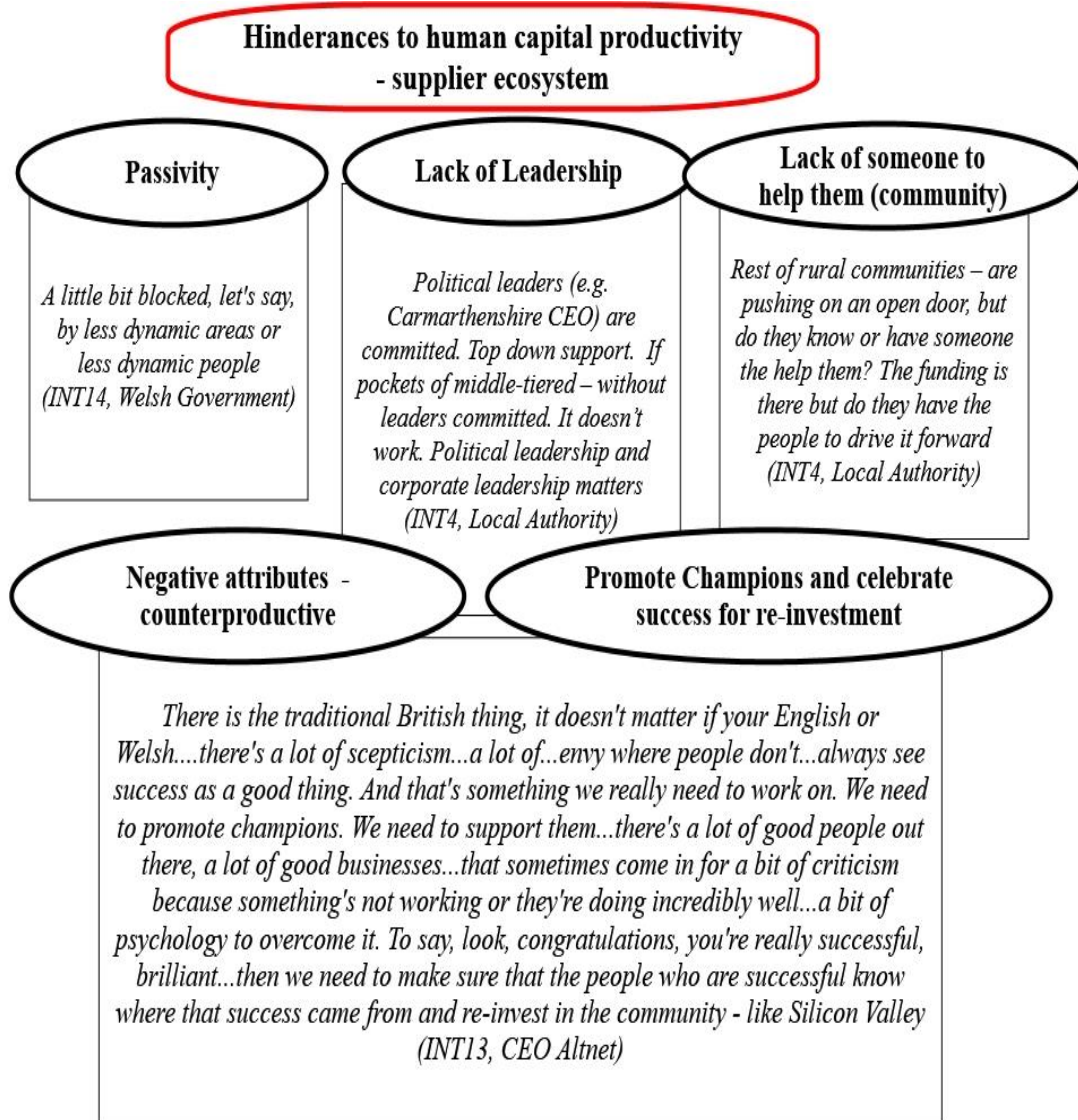 Hinderances to human capital productivity
- supplier ecosystem
Passivity
A little bit blocked, let's say,
by less dynamic areas or
less dynamic people
(INT14, Welsh Government)
Lack of Leadership
Political leaders (e.g.
Carmarthenshire CEO) are
committed. Top down support. If
pockets of middle-tiered – without
leaders committed. It doesn’t
work. Political leadership and
corporate leadership matters
(INT4, Local Authority)
Lack of someone to
help them (community)
Rest of rural communities – are
pushing on an open door, but
do they know or have someone
the help them? The funding is
there but do they have the
people to drive it forward
(INT4, Local Authority)
Negative attributes -
counterproductive
Promote Champions and celebrate
success for re-investment
There is the traditional British thing, it doesn't matter if your English or
Welsh....there's a lot of scepticism...a lot of...envy where people don't...always see
success as a good thing. And that's something we really need to work on. We need
to promote champions. We need to support them...there's a lot of good people out
there, a lot of good businesses...that sometimes come in for a bit of criticism
because something's not working or they're doing incredibly well...a bit of
psychology to overcome it. To say, look, congratulations, you're really successful,
brilliant...then we need to make sure that the people who are successful know
where that success came from and re-invest in the community - like Silicon Valley
(INT13, CEO Altnet)